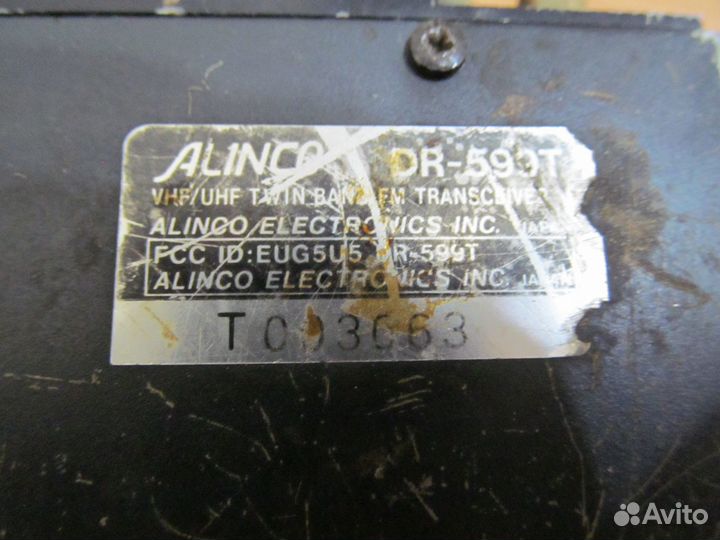 ALINCO DR-599T
VHF/UHF TWIN BAND FM TRANSCEIVER
ALINCO ELECTRONICS INC.
FCC ID:EUG5U5 DR-599T
ALINCO ELECTRONICS INC.
T003663
Avito